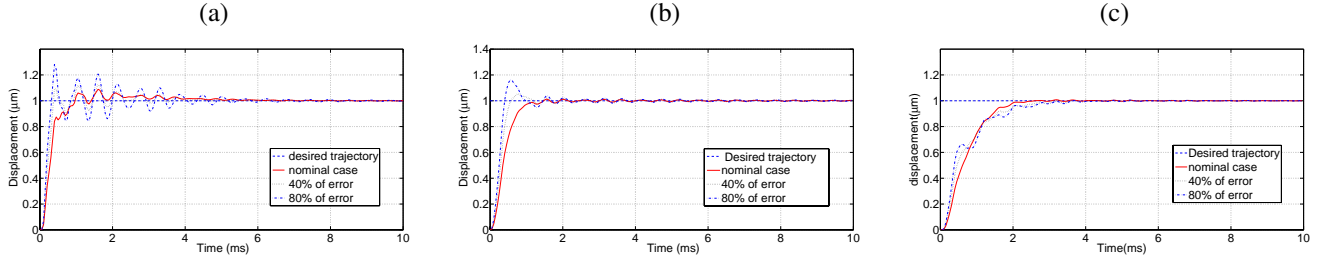 (a)
1.2
1
0.8
0.6
0.4
0.2
0
0 2 4 6 8 10
Displacement (µm)
Time (ms)
desired trajectory
nominal case
40% of error
80% of error
(b)
1.4
1.2
1
0.8
0.6
0.4
0.2
0
0 2 4 6 8 10
Displacement (µm)
Time (ms)
Desired trajectory
nominal case
40% of error
80% of error
(c)
1.2
1
0.8
0.6
0.4
0.2
0
0 2 4 6 8 10
displacement(µm)
Time(ms)
desired trajectory
nominal case
40% of error
80% of error